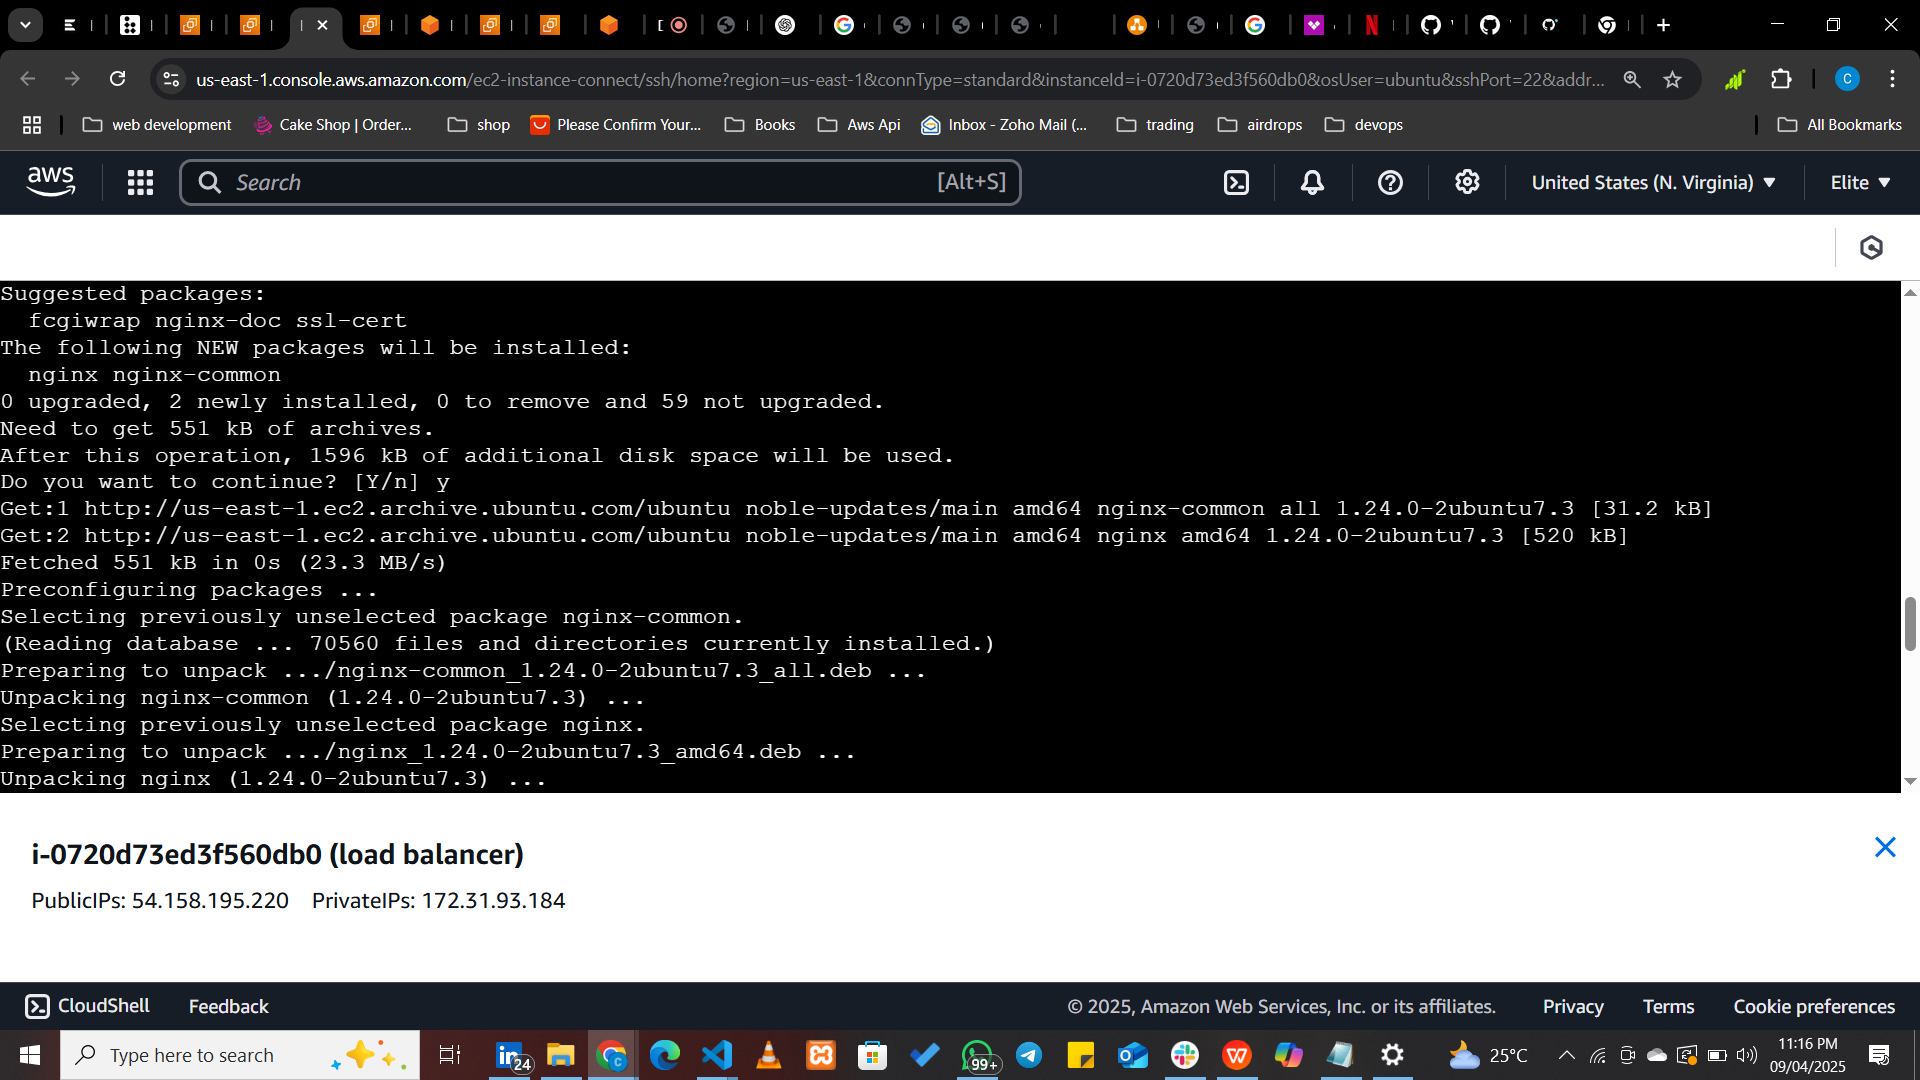 us-east-1.console.aws.amazon.com/ec2-instance-connect/ssh/home?region=us-east-1&connType=standard&instanceId=i-0720d73ed3f560db0&osUser=ubuntu&sshPort=22&addr...
C
web development
Cake Shop | Order...
shop
Please Confirm Your...
Books
Aws Api
Inbox - Zoho Mail (...
trading
airdrops
devops
All Bookmarks
aws
Search
[Alt+S]
United States (N. Virginia)
Elite
Suggested packages:
  fcgiwrap nginx-doc ssl-cert
The following NEW packages will be installed:
  nginx nginx-common
0 upgraded, 2 newly installed, 0 to remove and 59 not upgraded.
Need to get 551 kB of archives.
After this operation, 1596 kB of additional disk space will be used.
Do you want to continue? [Y/n] y
Get:1 http://us-east-1.ec2.archive.ubuntu.com/ubuntu noble-updates/main amd64 nginx-common all 1.24.0-2ubuntu7.3 [31.2 kB]
Get:2 http://us-east-1.ec2.archive.ubuntu.com/ubuntu noble-updates/main amd64 nginx amd64 1.24.0-2ubuntu7.3 [520 kB]
Fetched 551 kB in 0s (23.3 MB/s)
Preconfiguring packages ...
Selecting previously unselected package nginx-common.
(Reading database ... 70560 files and directories currently installed.)
Preparing to unpack .../nginx-common_1.24.0-2ubuntu7.3_all.deb ...
Unpacking nginx-common (1.24.0-2ubuntu7.3) ...
Selecting previously unselected package nginx.
Preparing to unpack .../nginx_1.24.0-2ubuntu7.3_amd64.deb ...
Unpacking nginx (1.24.0-2ubuntu7.3) ...
i-0720d73ed3f560db0 (load balancer)
PublicIPs: 54.158.195.220 PrivateIPs: 172.31.93.184
CloudShell
Feedback
© 2025, Amazon Web Services, Inc. or its affiliates.
Privacy
Terms
Cookie preferences
Type here to search
24
99+
25°C
11:16 PM
09/04/2025